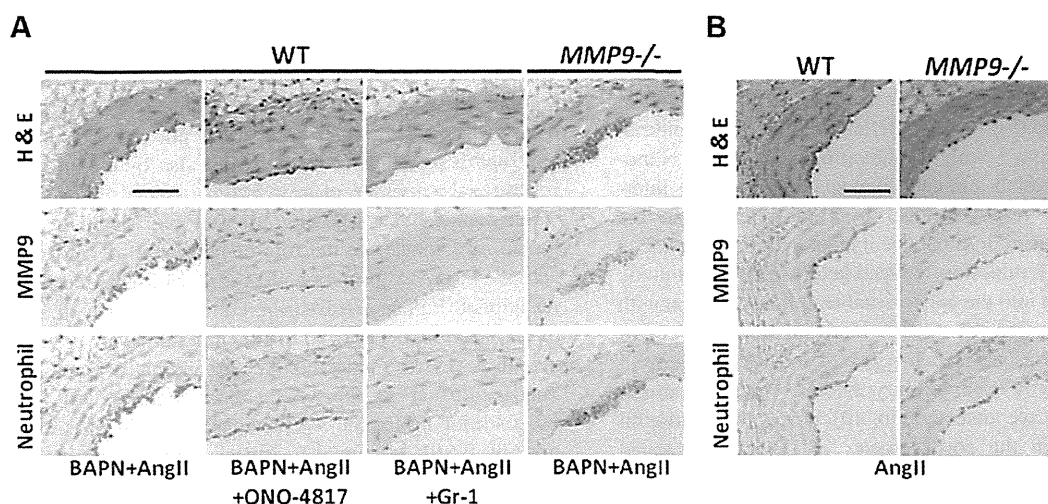 A
B
WT
MMP9-/-
WT
MMP9-/-
H & E
H & E
MMP9
MMP9
Neutrophil
Neutrophil
BAPN+AngII
BAPN+AngII
+ONO-4817
BAPN+AngII
+Gr-1
BAPN+AngII
AngII